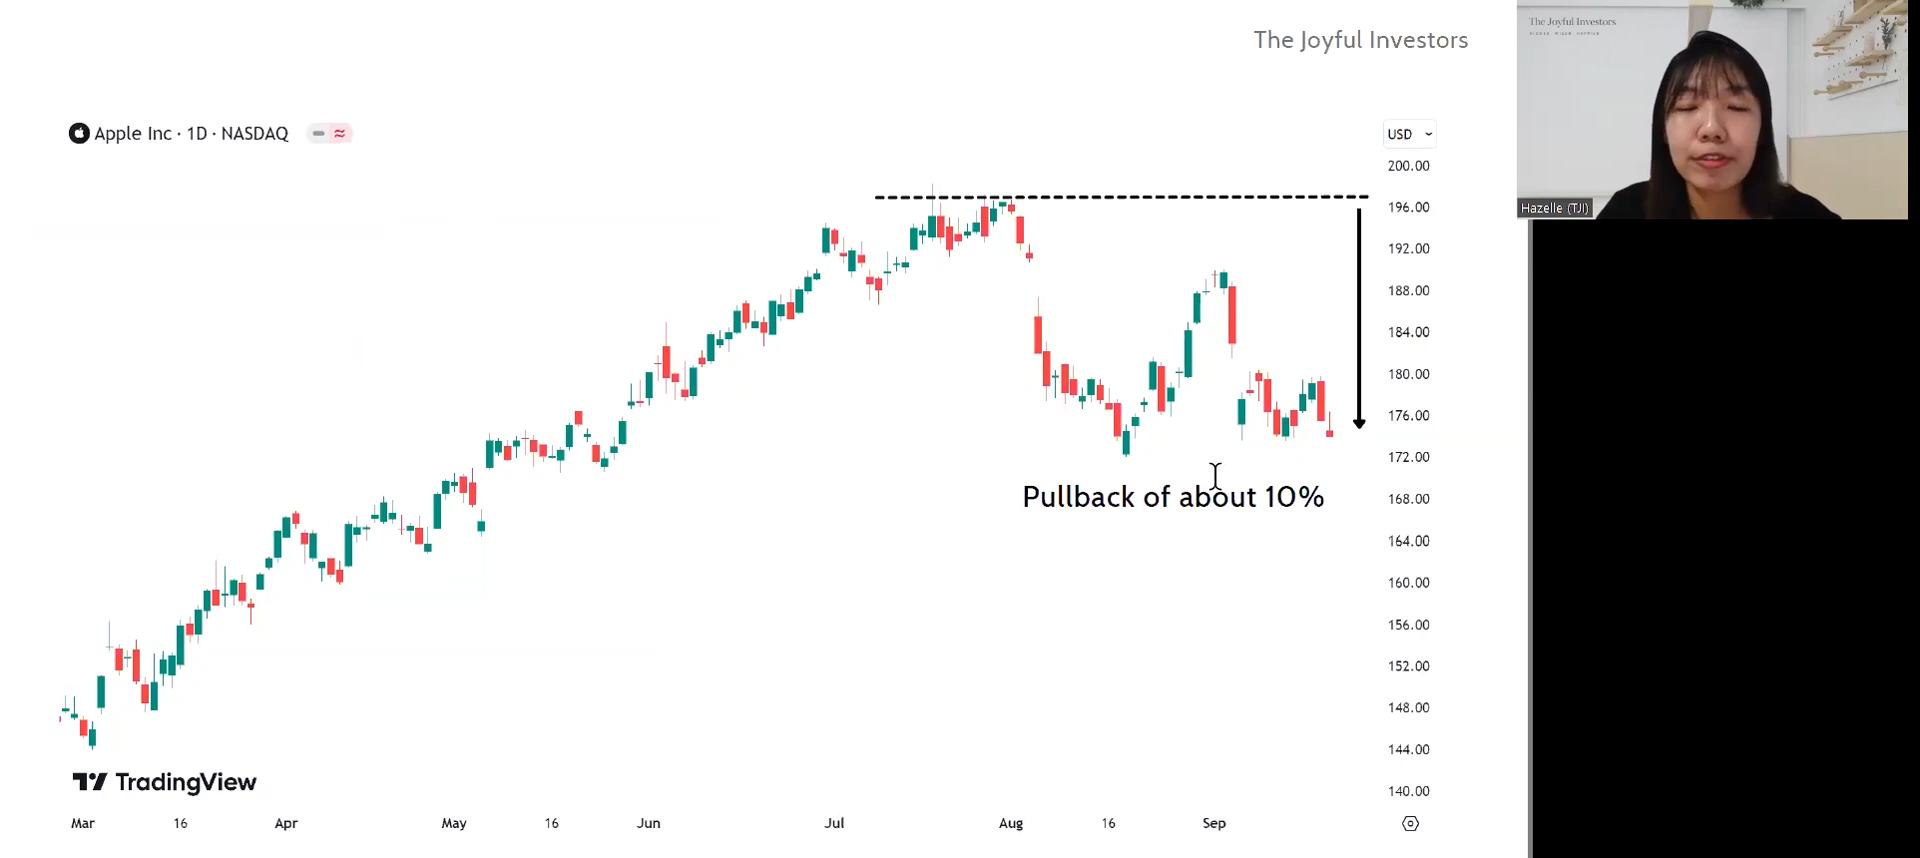 The Joyful Investors
The Joyful Investors
Hazelle (TJI)
Apple Inc · 1D · NASDAQ
USD
200.00
196.00
192.00
188.00
184.00
180.00
176.00
172.00
168.00
164.00
160.00
156.00
152.00
148.00
144.00
140.00
Pullback of about 10%
TradingView
Mar 16 Apr May 16 Jun Jul Aug 16 Sep